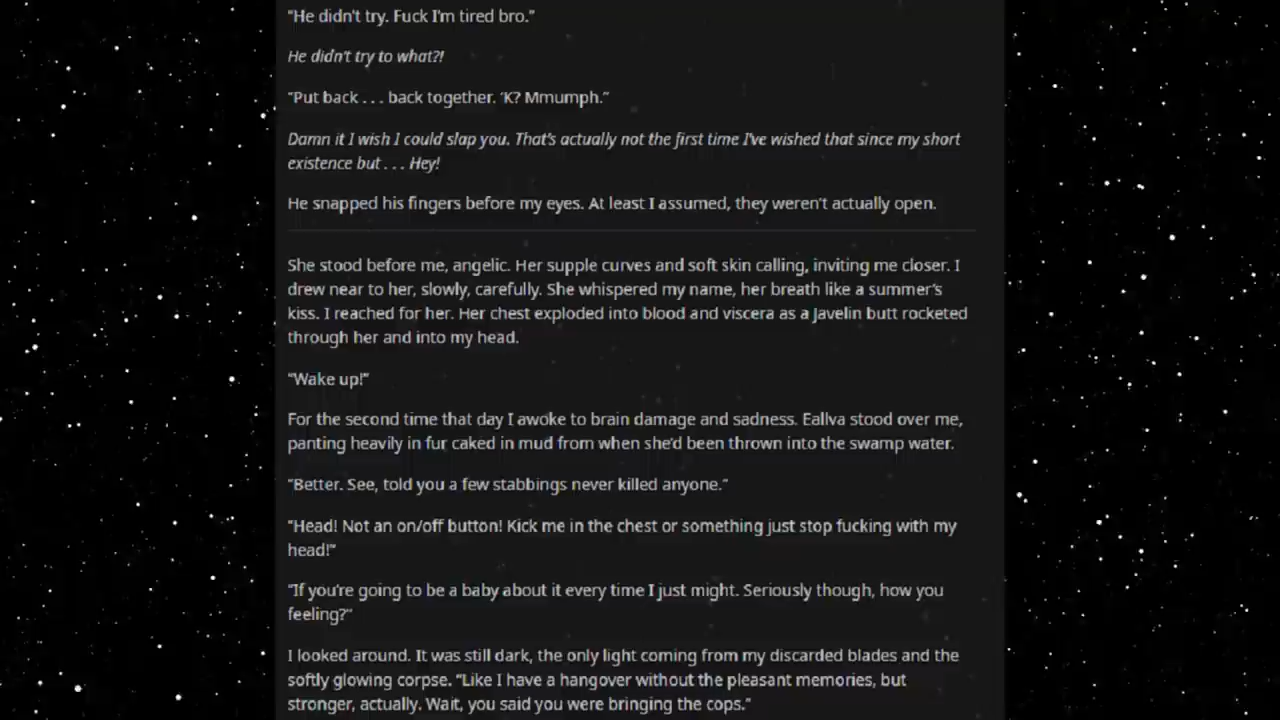 "He didn't try. Fuck I'm tired bro."
He didn't try to what?!
"Put back . . . back together. 'K? Mmumph."
Damn it I wish I could slap you. That's actually not the first time I've wished that since my short
existence but . . . Hey!
He snapped his fingers before my eyes. At least I assumed, they weren't actually open.
She stood before me, angelic. Her supple curves and soft skin calling, inviting me closer. I
drew near to her, slowly, carefully. She whispered my name, her breath like a summer's
kiss. I reached for her. Her chest exploded into blood and viscera as a Javelin butt rocketed
through her and into my head.
"Wake up!"
For the second time that day I awoke to brain damage and sadness. Eallva stood over me,
panting heavily in fur caked in mud from when she'd been thrown into the swamp water.
"Better. See, told you a few stabbings never killed anyone."
"Head! Not an on/off button! Kick me in the chest or something just stop fucking with my
head!"
"If you're going to be a baby about it every time I just might. Seriously though, how you
feeling?"
I looked around. It was still dark, the only light coming from my discarded blades and the
softly glowing corpse. "Like I have a hangover without the pleasant memories, but
stronger, actually. Wait, you said you were bringing the cops."